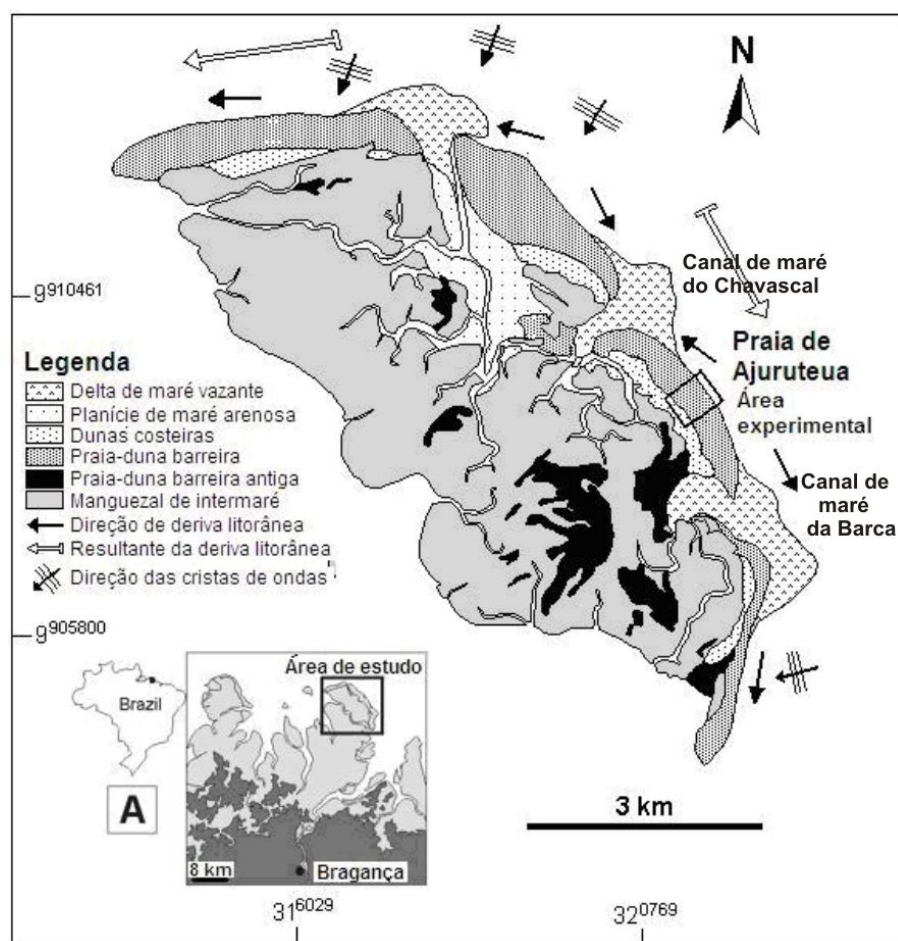 N
Canal de maré
do Chavascal
9910461
Praia de
Ajuruteua
Área
experimental
Legenda
Delta de maré vazante
Planície de maré arenosa
Dunas costeiras
Praia-duna barreira
Praia-duna barreira antiga
Manguezal de intermaré
Direção de deriva litorânea
Resultante da deriva litorânea
Direção das cristas de ondas
Canal de
maré
da Barca
9905800
Área de estudo
Brazil
A
8 km
Bragança
3 km
316029
320769